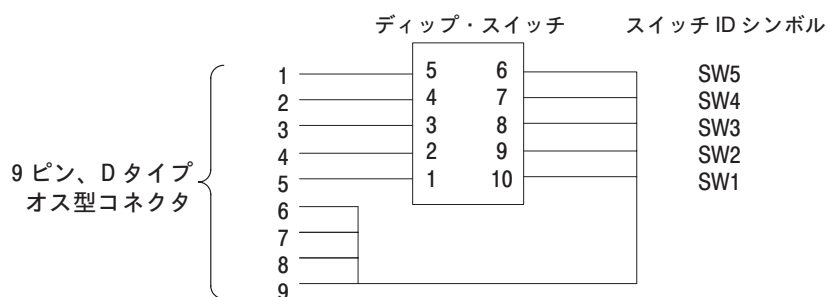 ディップ・スイッチ スイッチ ID シンボル
1 5 6 SW5
2 4 7 SW4
3 3 8 SW3
4 2 9 SW2
5 1 10 SW1
9 ピン、D タイプ
オス型コネクタ
6
7
8
9